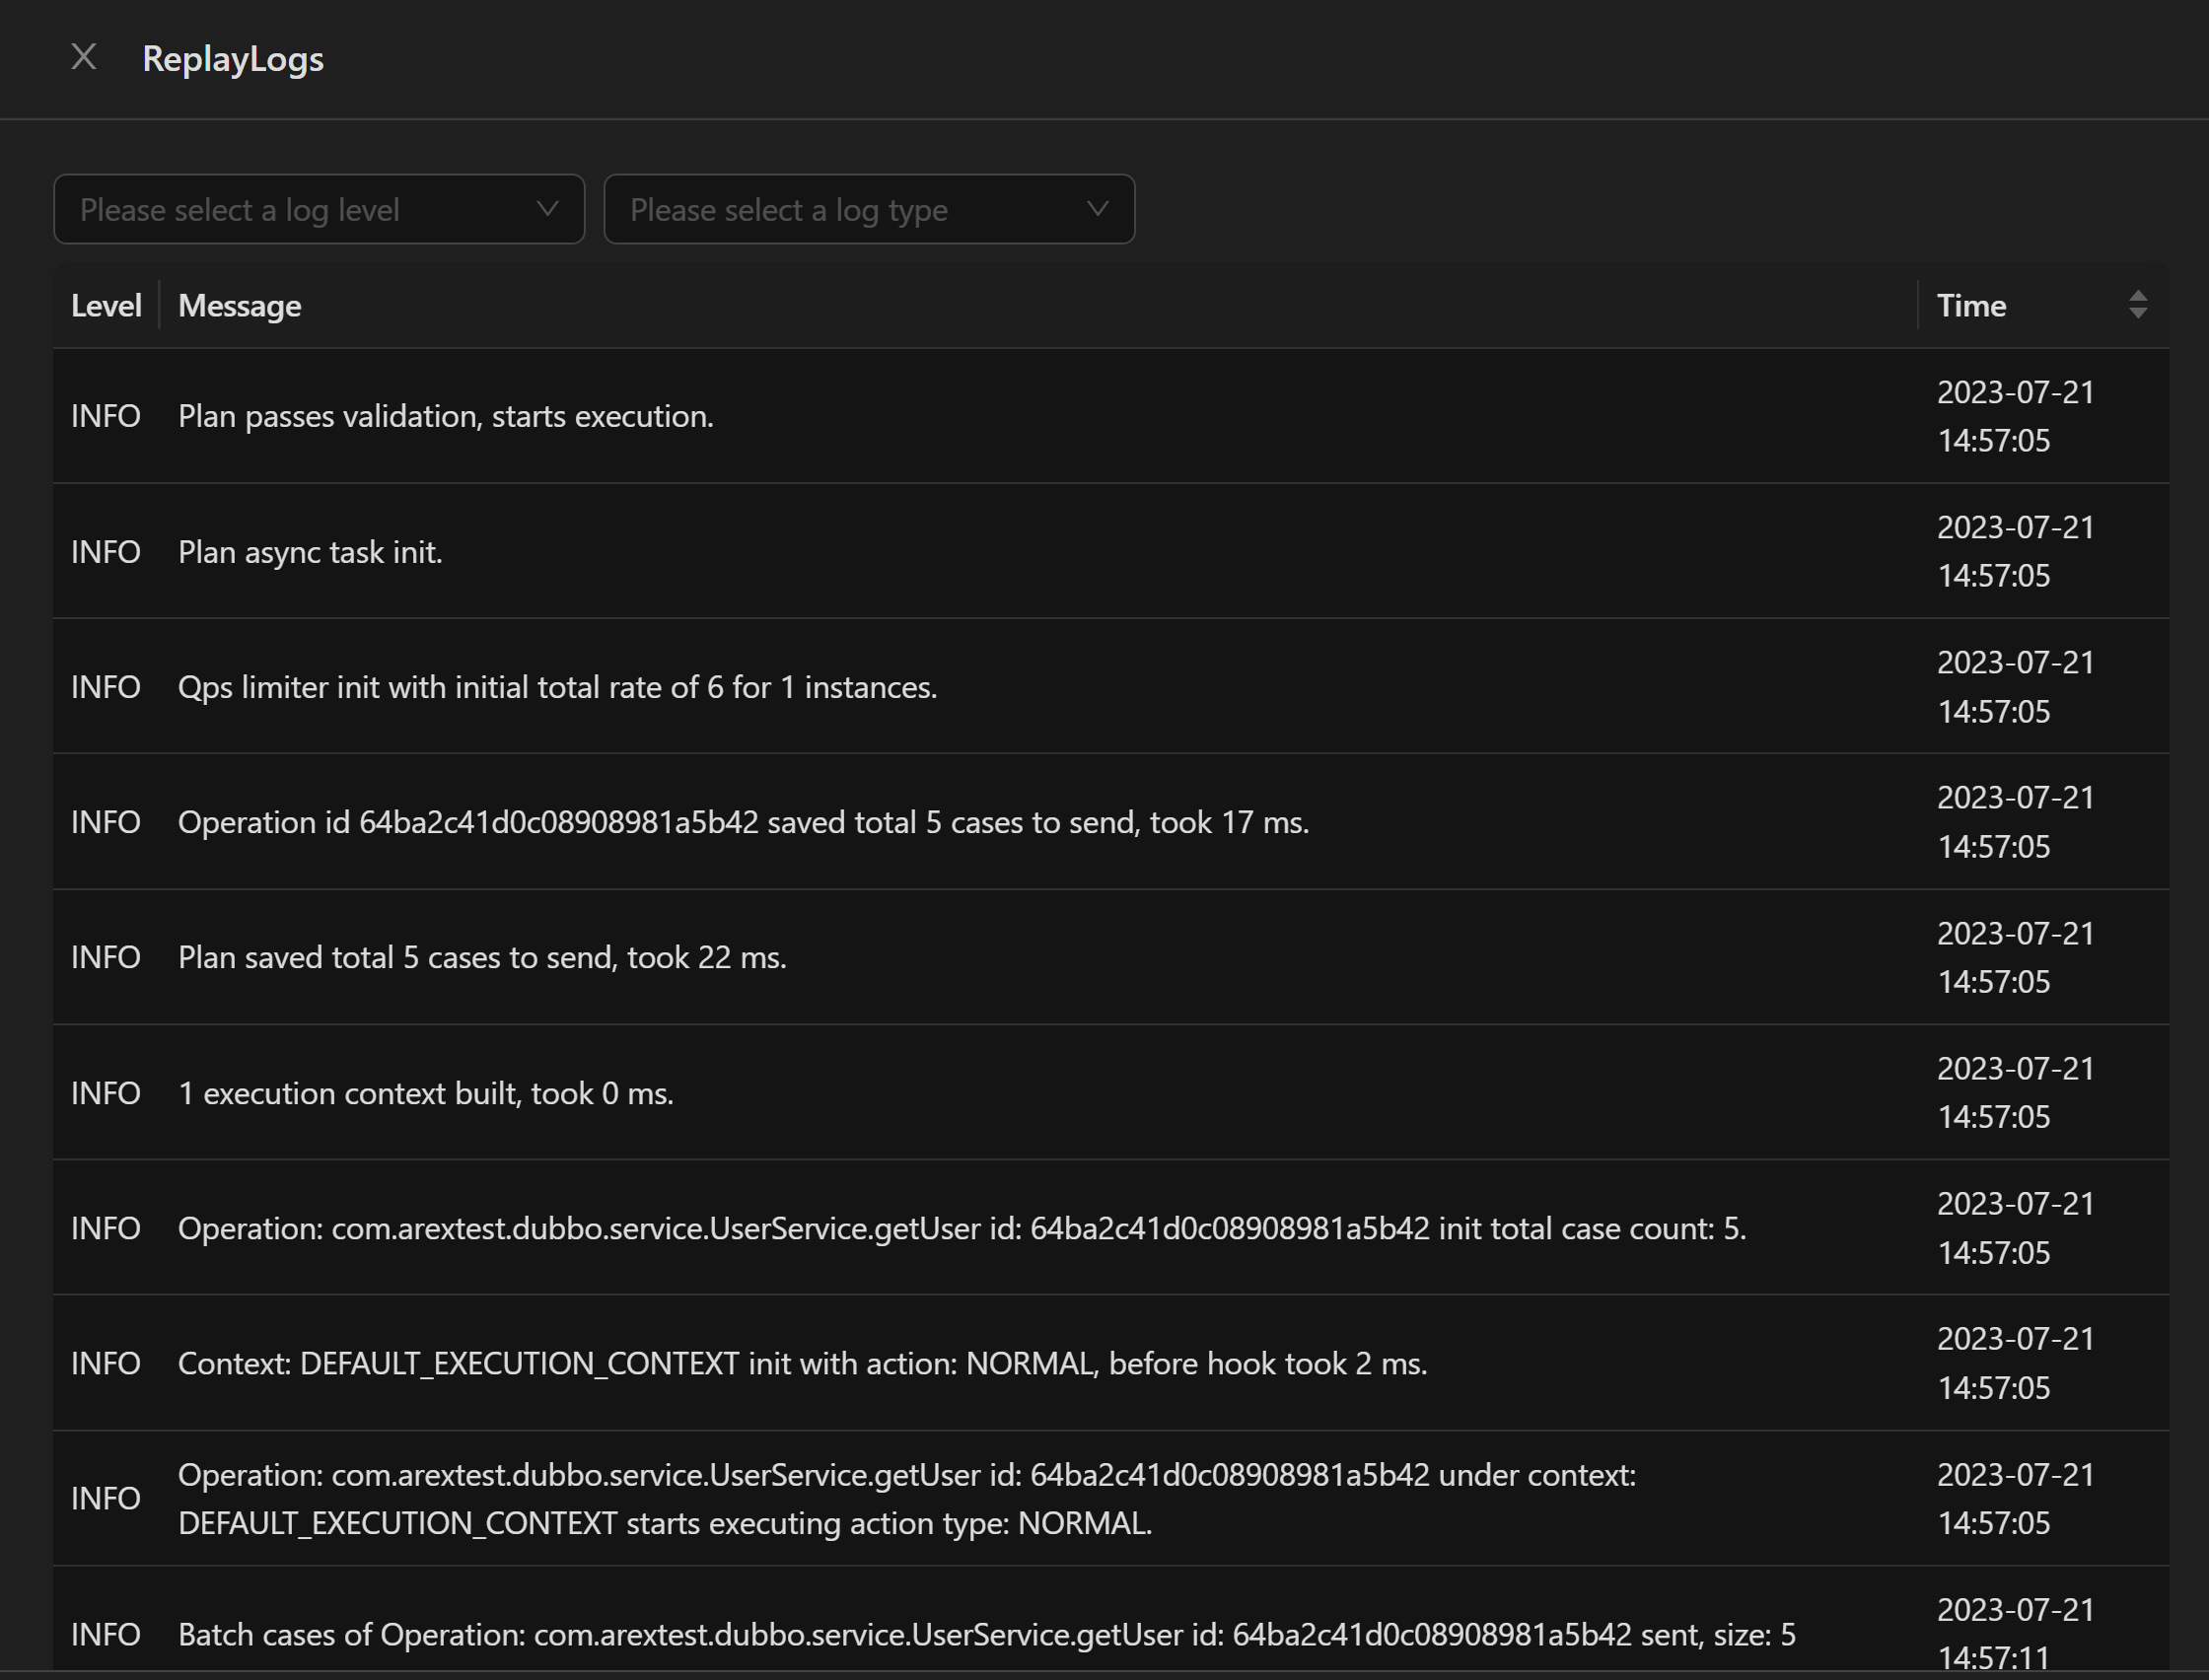 ReplayLogs
Please select a log level
Please select a log type
Level Message Time
INFO Plan passes validation, starts execution. 2023-07-21
14:57:05
INFO Plan async task init. 2023-07-21
14:57:05
INFO Qps limiter init with initial total rate of 6 for 1 instances. 2023-07-21
14:57:05
INFO Operation id 64ba2c41d0c08908981a5b42 saved total 5 cases to send, took 17 ms. 2023-07-21
14:57:05
INFO Plan saved total 5 cases to send, took 22 ms. 2023-07-21
14:57:05
INFO 1 execution context built, took 0 ms. 2023-07-21
14:57:05
INFO Operation: com.arextest.dubbo.service.UserService.getUser id: 64ba2c41d0c08908981a5b42 init total case count: 5. 2023-07-21
14:57:05
INFO Context: DEFAULT_EXECUTION_CONTEXT init with action: NORMAL, before hook took 2 ms. 2023-07-21
14:57:05
INFO Operation: com.arextest.dubbo.service.UserService.getUser id: 64ba2c41d0c08908981a5b42 under context: 2023-07-21
DEFAULT_EXECUTION_CONTEXT starts executing action type: NORMAL. 14:57:05
INFO Batch cases of Operation: com.arextest.dubbo.service.UserService.getUser id: 64ba2c41d0c08908981a5b42 sent, size: 5 2023-07-21
14:57:11